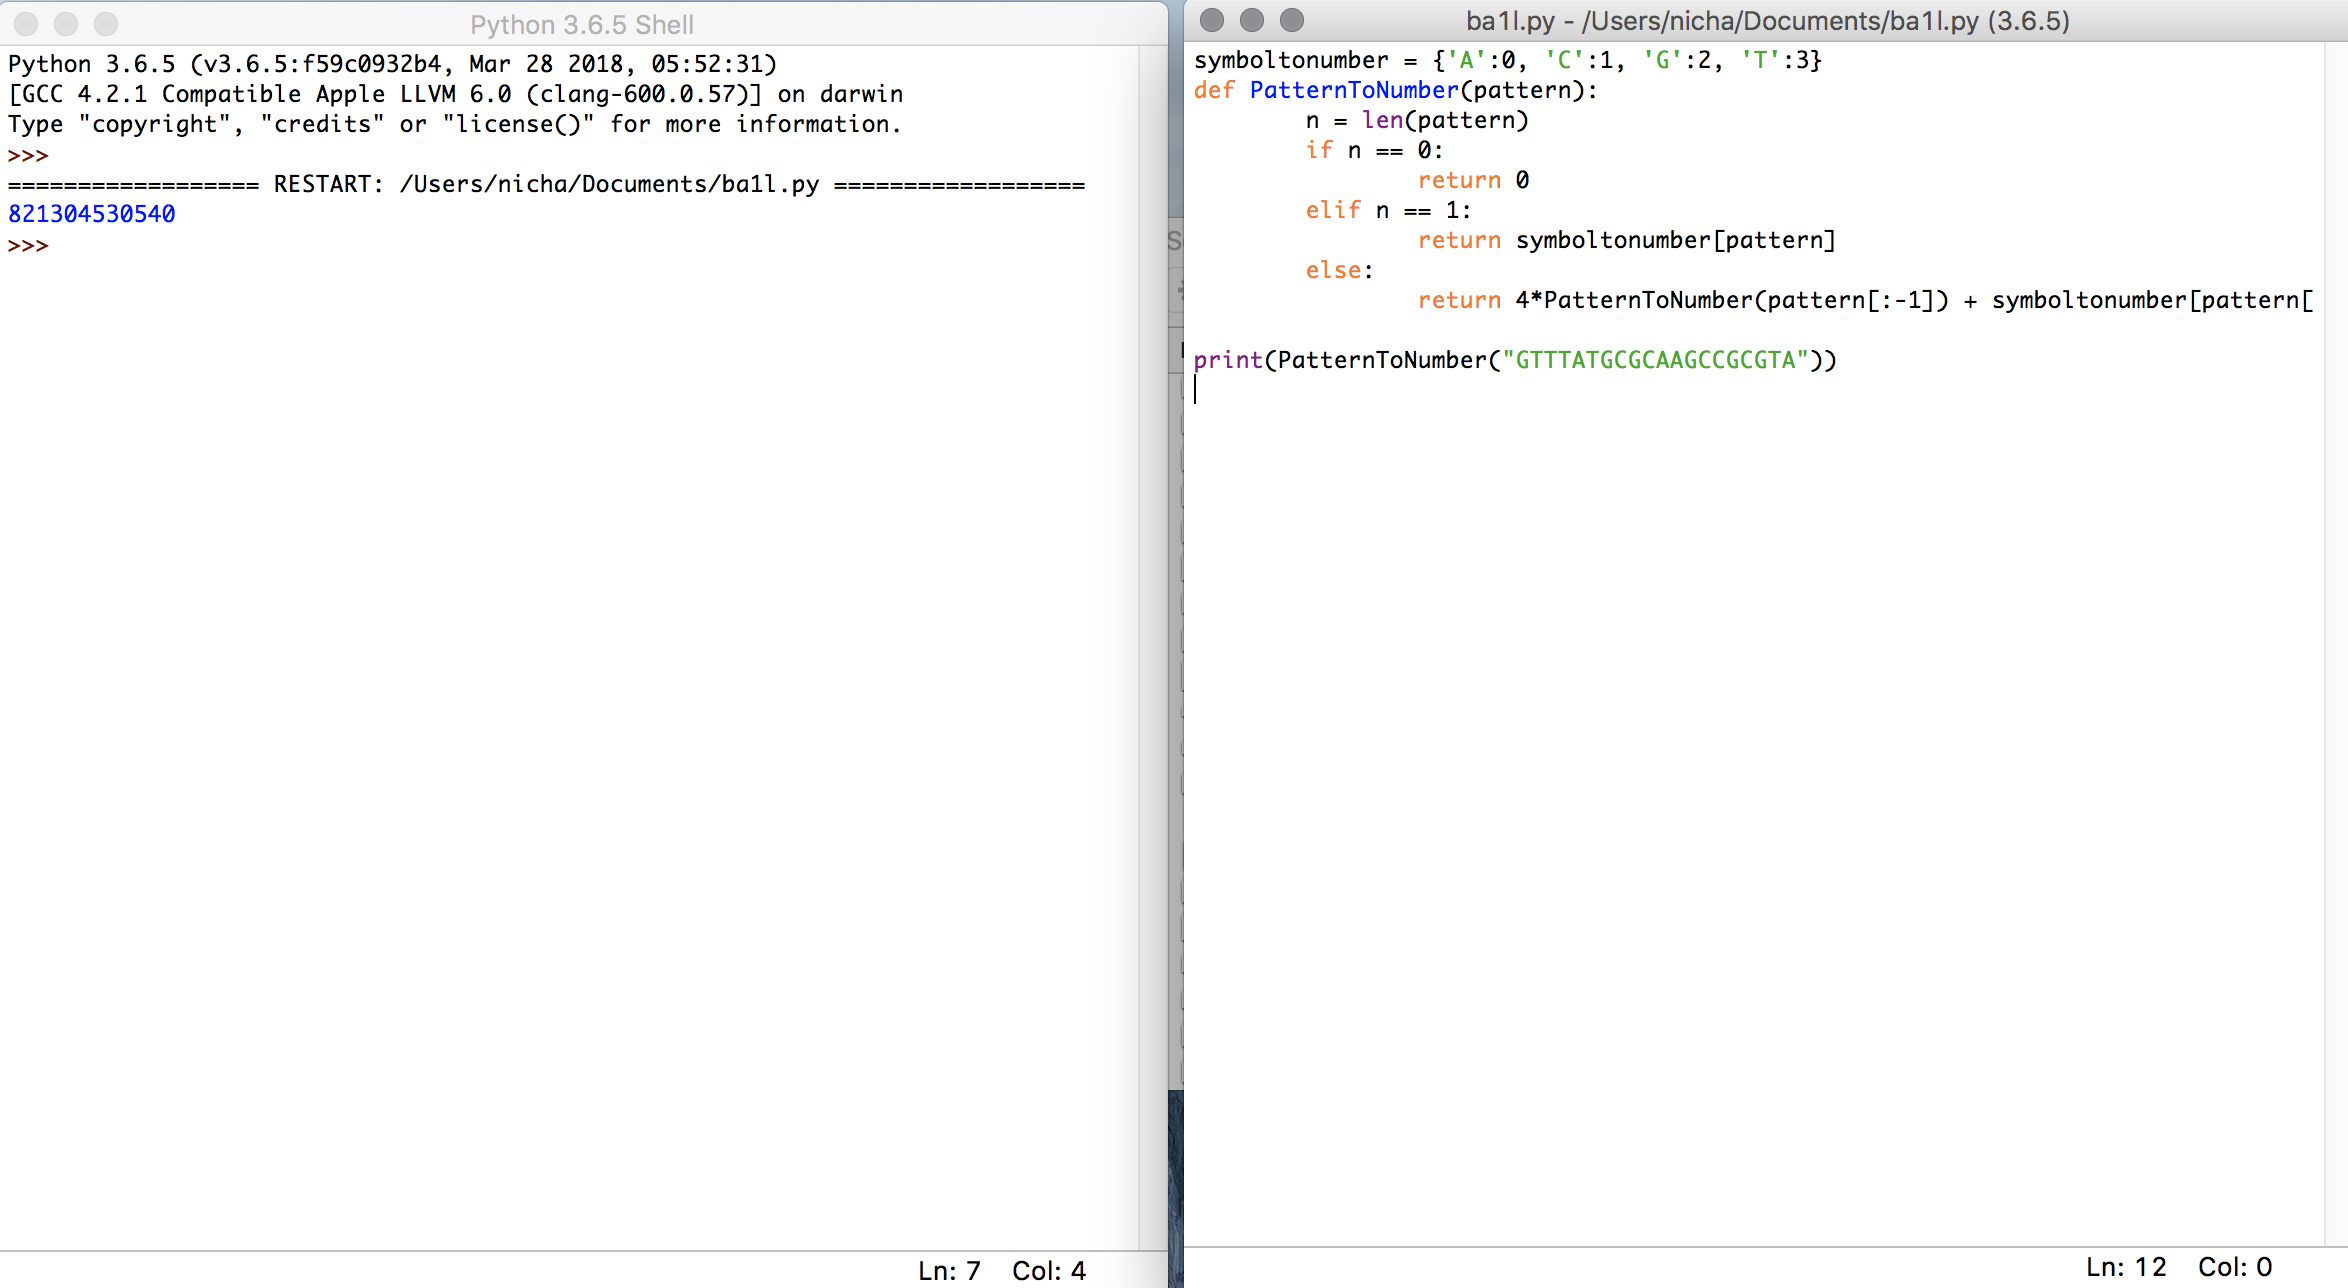 Python 3.6.5 Shell
Python 3.6.5 (v3.6.5:f59c0932b4, Mar 28 2018, 05:52:31)
[GCC 4.2.1 Compatible Apple LLVM 6.0 (clang-600.0.57)] on darwin
Type "copyright", "credits" or "license()" for more information.
>>>
================== RESTART: /Users/nicha/Documents/ba1l.py ==================
821304530540
>>>
Ln: 7 Col: 4
ba1l.py - /Users/nicha/Documents/ba1l.py (3.6.5)
symboltonumber = {'A':0, 'C':1, 'G':2, 'T':3}
def PatternToNumber(pattern):
        n = len(pattern)
        if n == 0:
                return 0
        elif n == 1:
                return symboltonumber[pattern]
        else:
                return 4*PatternToNumber(pattern[:-1]) + symboltonumber[pattern[
print(PatternToNumber("GTTTATGCGCAAGCCGCGTA"))
Ln: 12 Col: 0